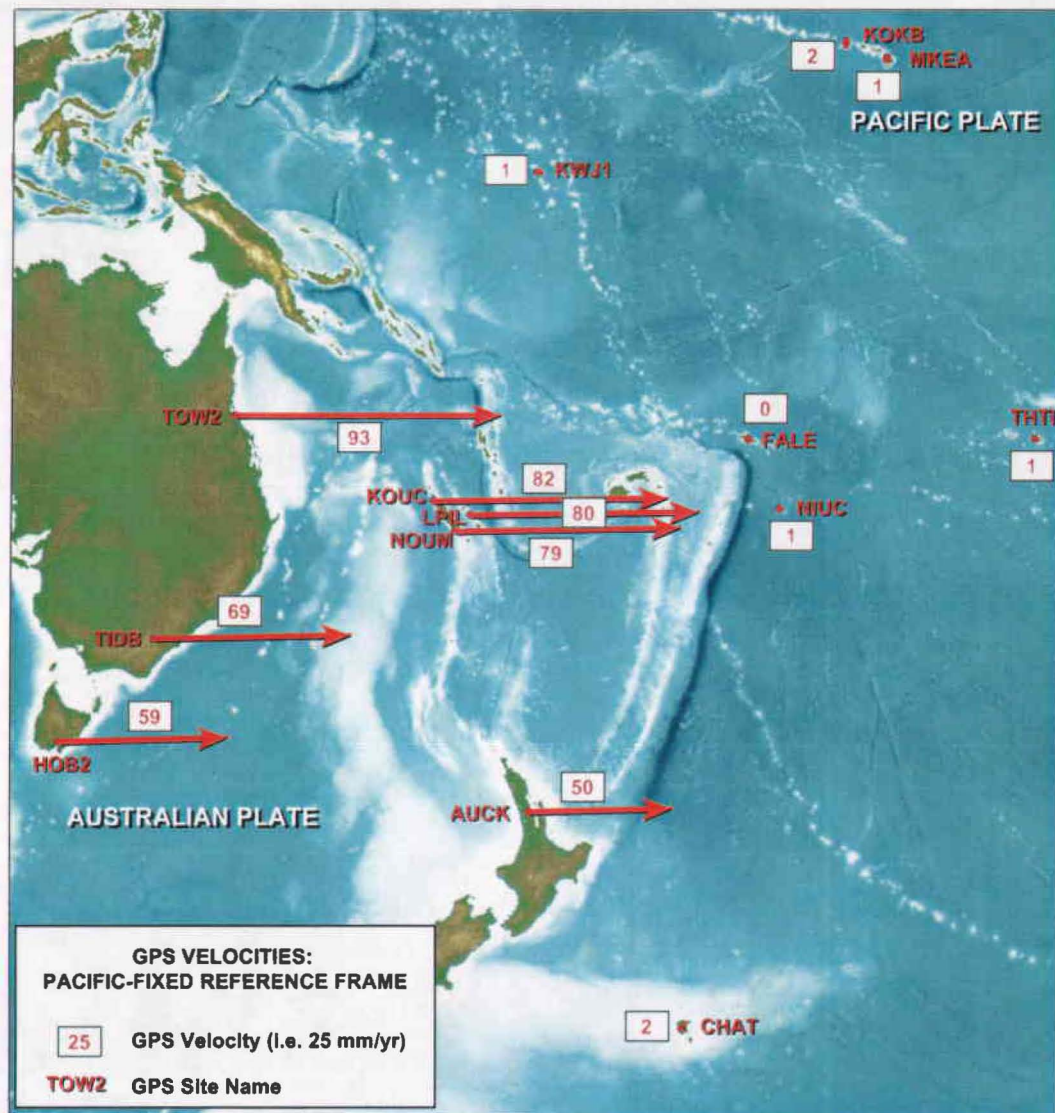 KOKB
2
MKEA
1
PACIFIC PLATE
1
KWJ1
TOW2
93
0
FALE
THTI
1
82
KOUC
LPIL
80
NOUM
79
NIUC
1
69
TIDB
59
HOB2
AUSTRALIAN PLATE
50
AUCK
GPS VELOCITIES:
PACIFIC-FIXED REFERENCE FRAME
25 GPS Velocity (i.e. 25 mm/yr)
TOW2 GPS Site Name
2
CHAT